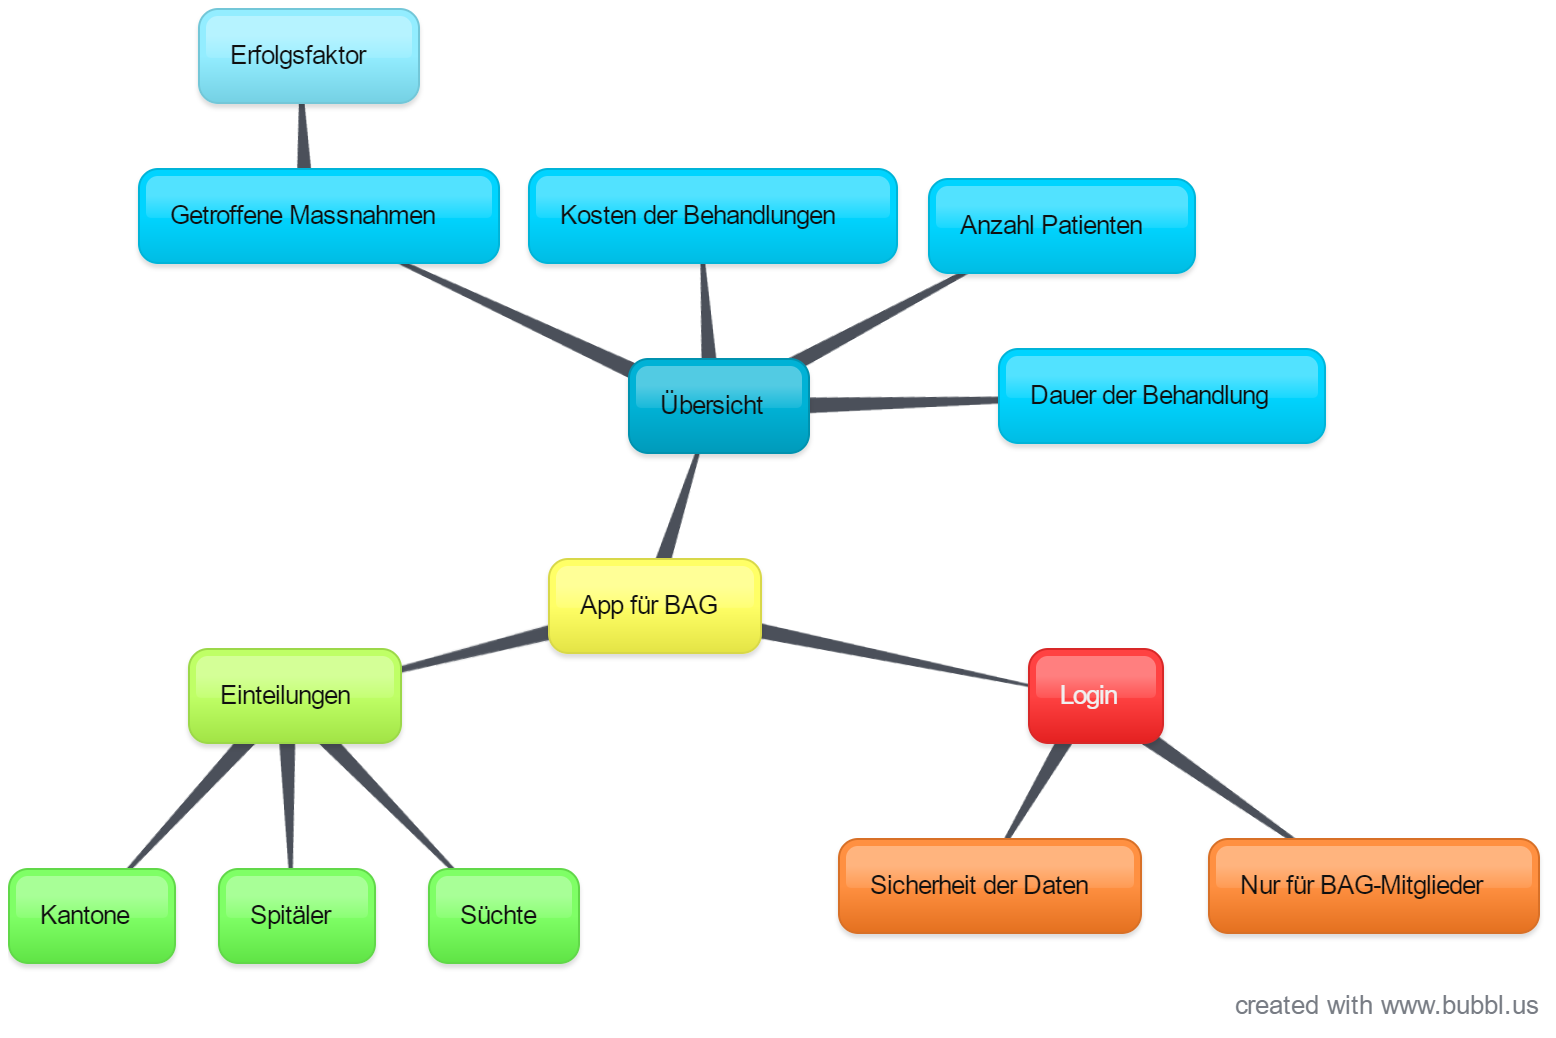 Erfolgsfaktor
Getroffene Massnahmen
Kosten der Behandlungen
Anzahl Patienten
Übersicht
Dauer der Behandlung
App für BAG
Einteilungen
Login
Kantone
Spitäler
Süchte
Sicherheit der Daten
Nur für BAG-Mitglieder
created with www.bubbl.us